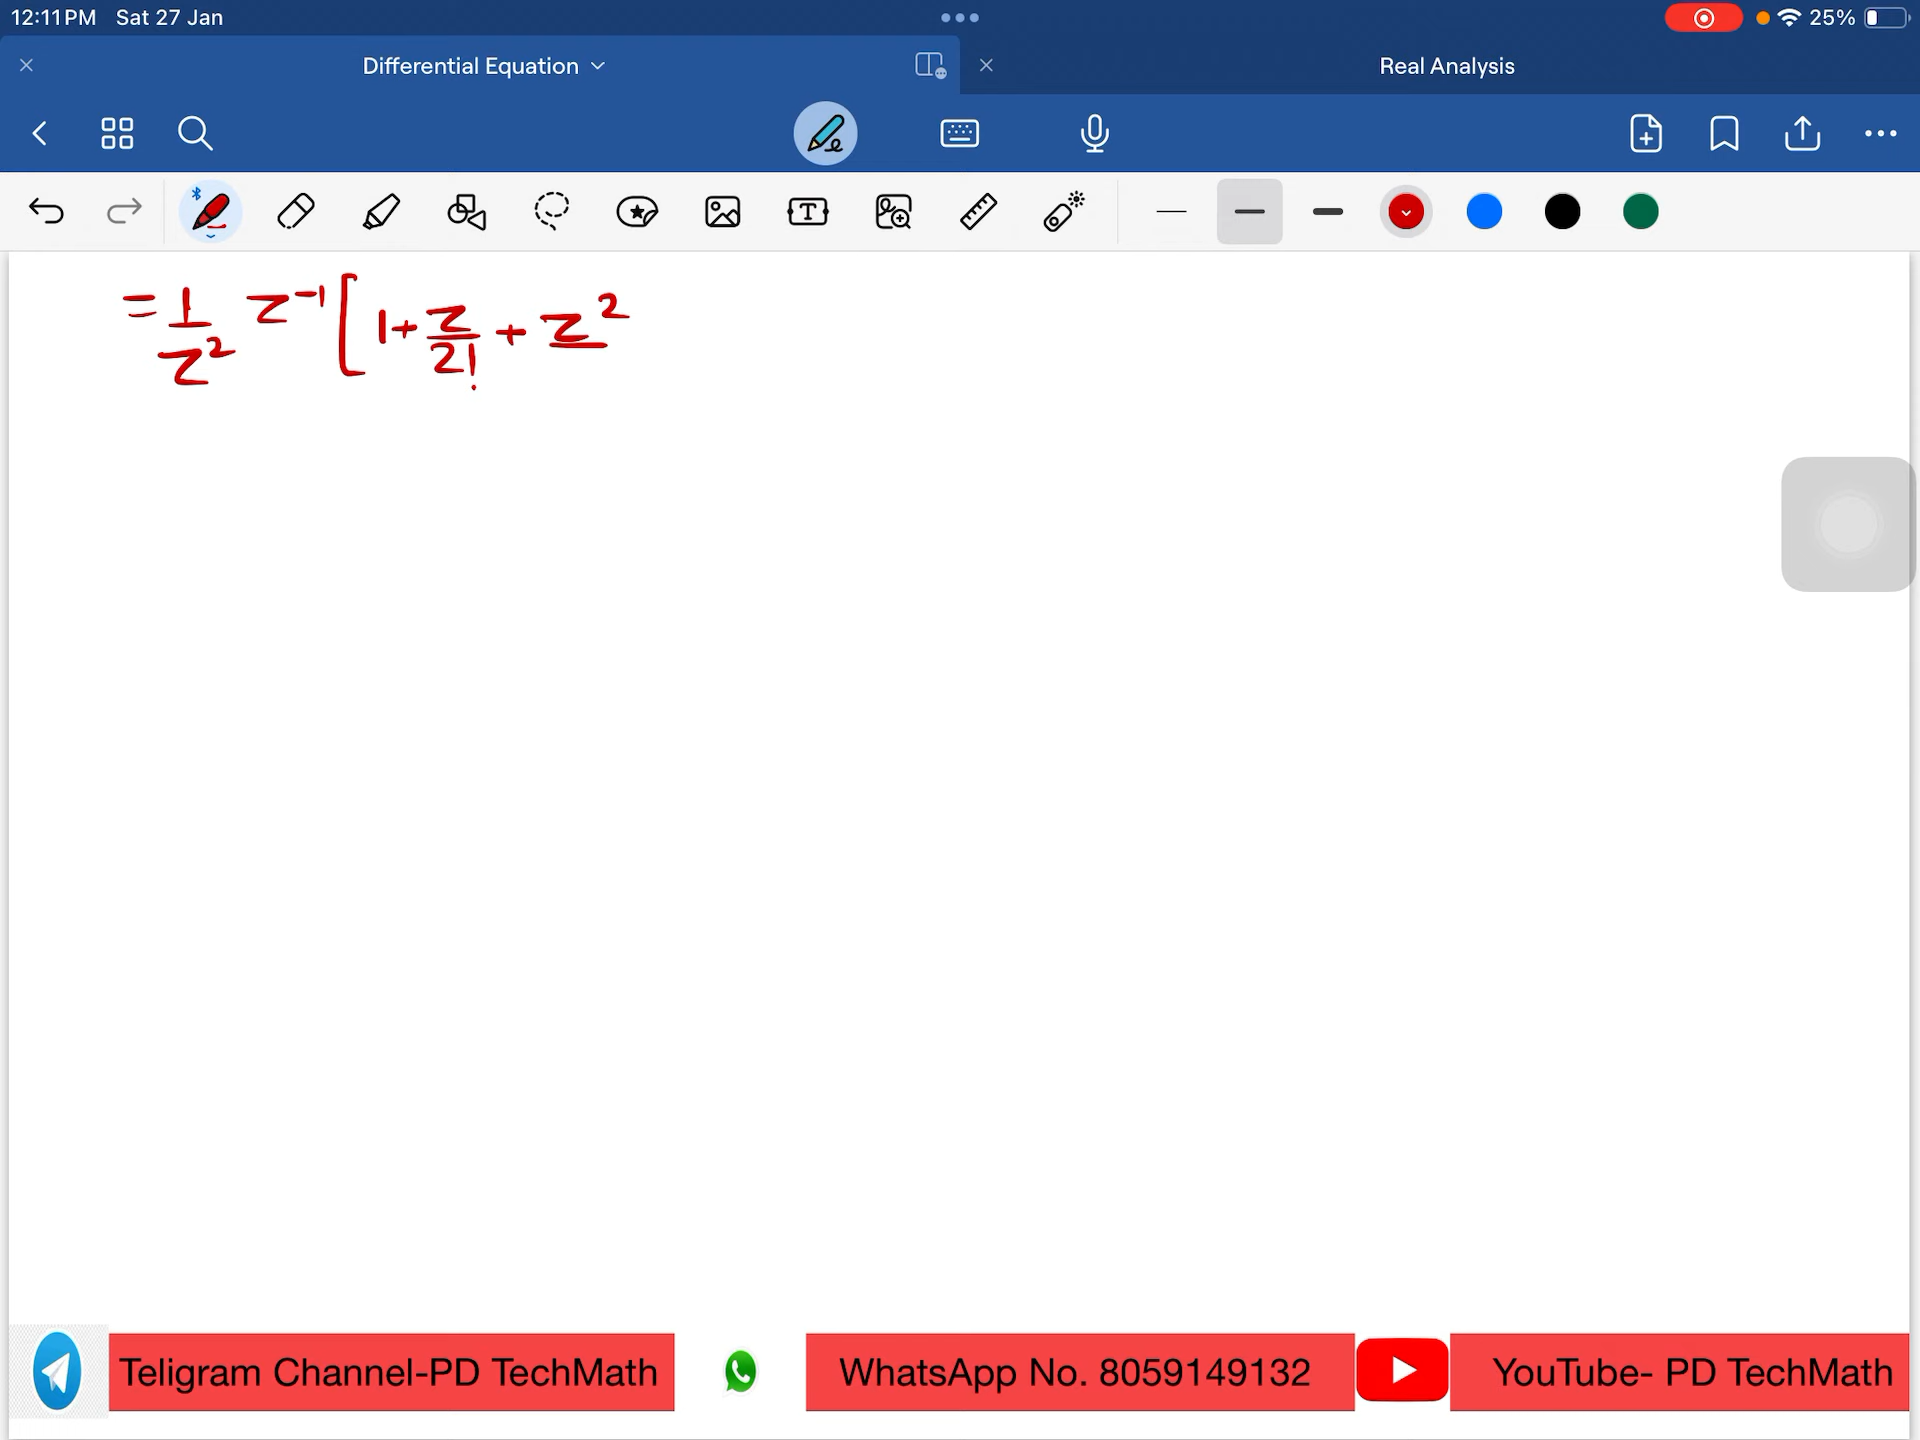 12:11 PM Sat 27 Jan
25%
Differential Equation
Real Analysis
= 1/z² z⁻¹ [1 + z/2! + z²
Teligram Channel-PD TechMath
WhatsApp No. 8059149132
YouTube- PD TechMath